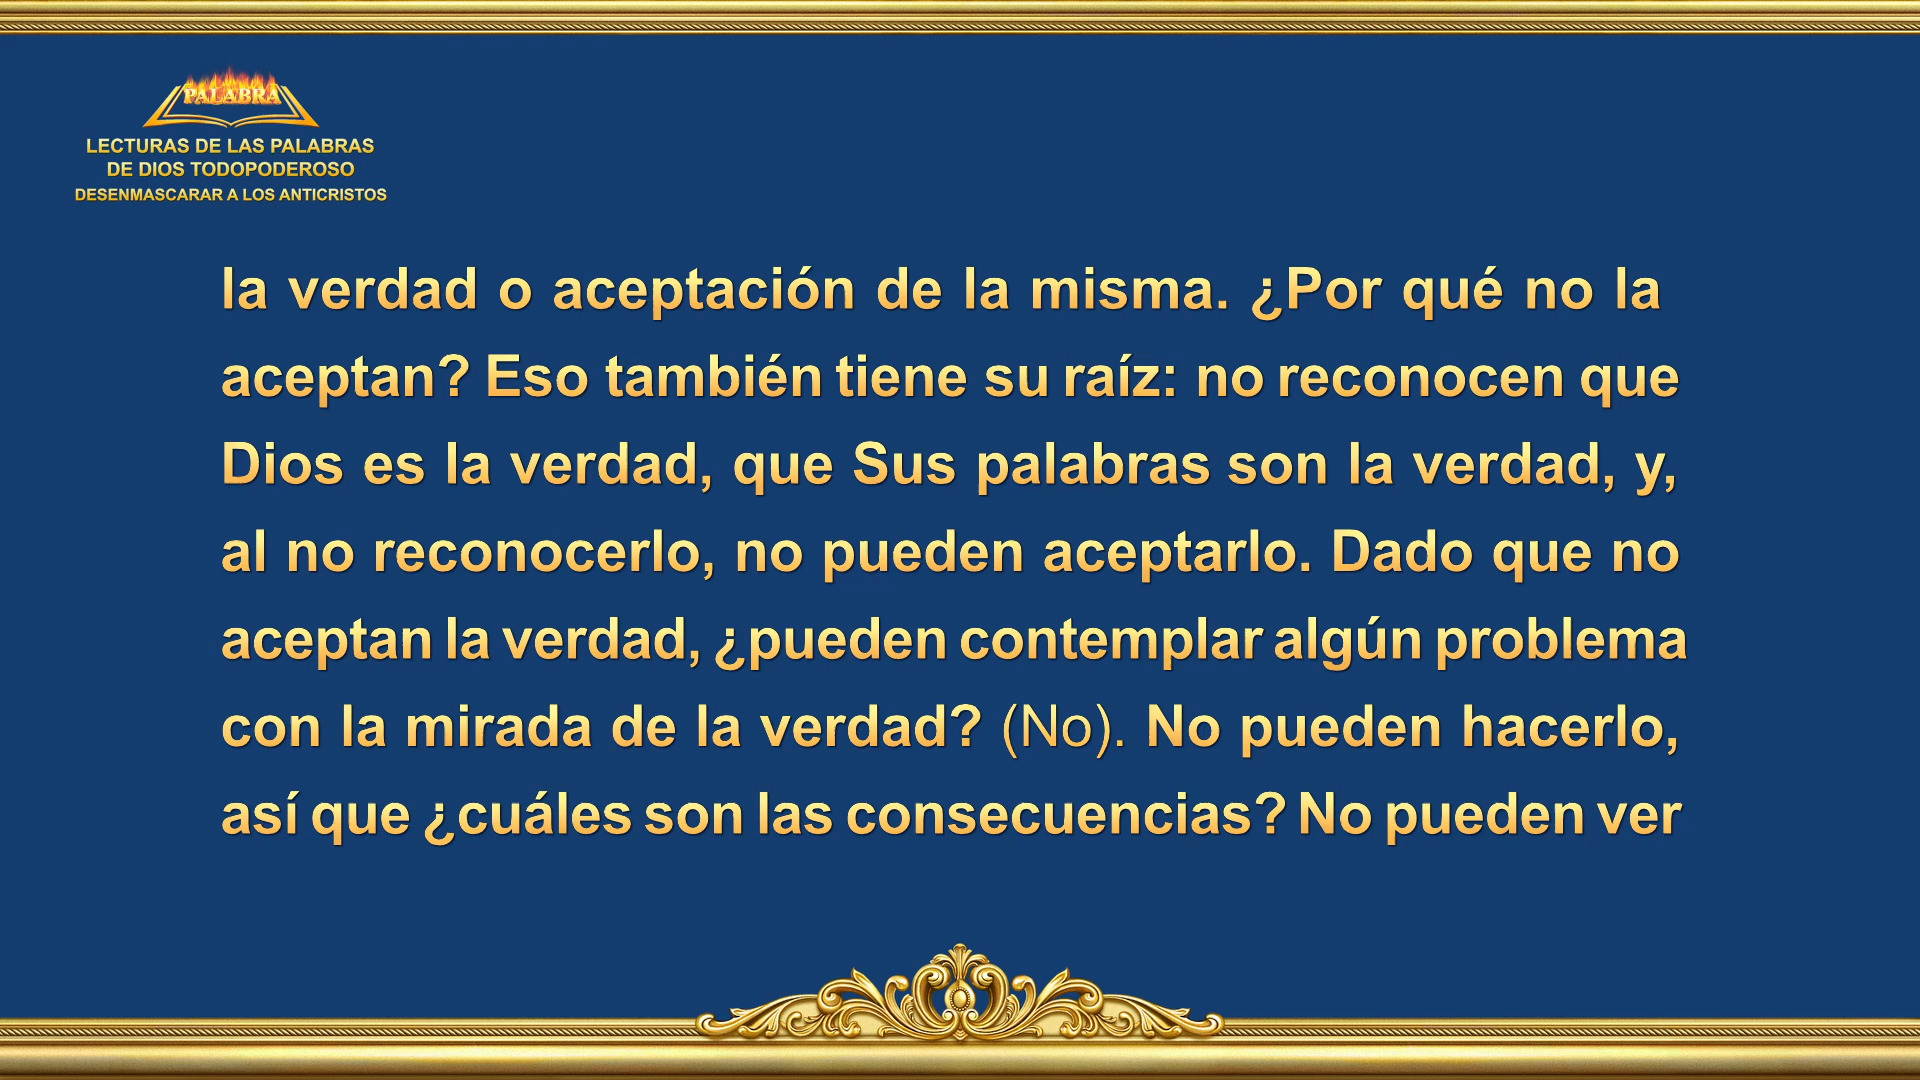 PALABRA
LECTURAS DE LAS PALABRAS
DE DIOS TODOPODEROSO
DESENMASCARAR A LOS ANTICRISTOS
la verdad o aceptación de la misma. ¿Por qué no la
aceptan? Eso también tiene su raíz: no reconocen que
Dios es la verdad, que Sus palabras son la verdad, y,
al no reconocerlo, no pueden aceptarlo. Dado que no
aceptan la verdad, ¿pueden contemplar algún problema
con la mirada de la verdad? (No). No pueden hacerlo,
así que ¿cuáles son las consecuencias? No pueden ver